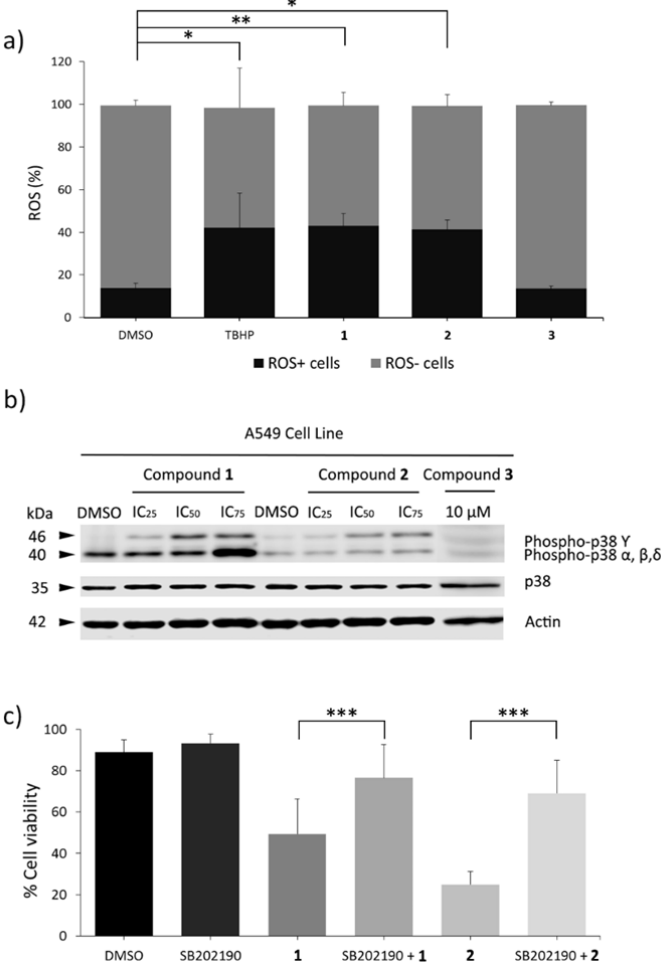 *
**
a)
*
120
100
80
60
40
20
0
ROS (%)
DMSO TBHP 1 2 3
ROS+ cells ROS- cells
b)
A549 Cell Line
Compound 1 Compound 2 Compound 3
kDa DMSO IC25 IC50 IC75 DMSO IC25 IC50 IC75 10 µM
46 Phospho-p38 Y
40 Phospho-p38 α, β,δ
35 p38
42 Actin
c)
*** ***
100
80
60
40
20
0
% Cell viability
DMSO SB202190 1 SB202190 + 1 2 SB202190 + 2